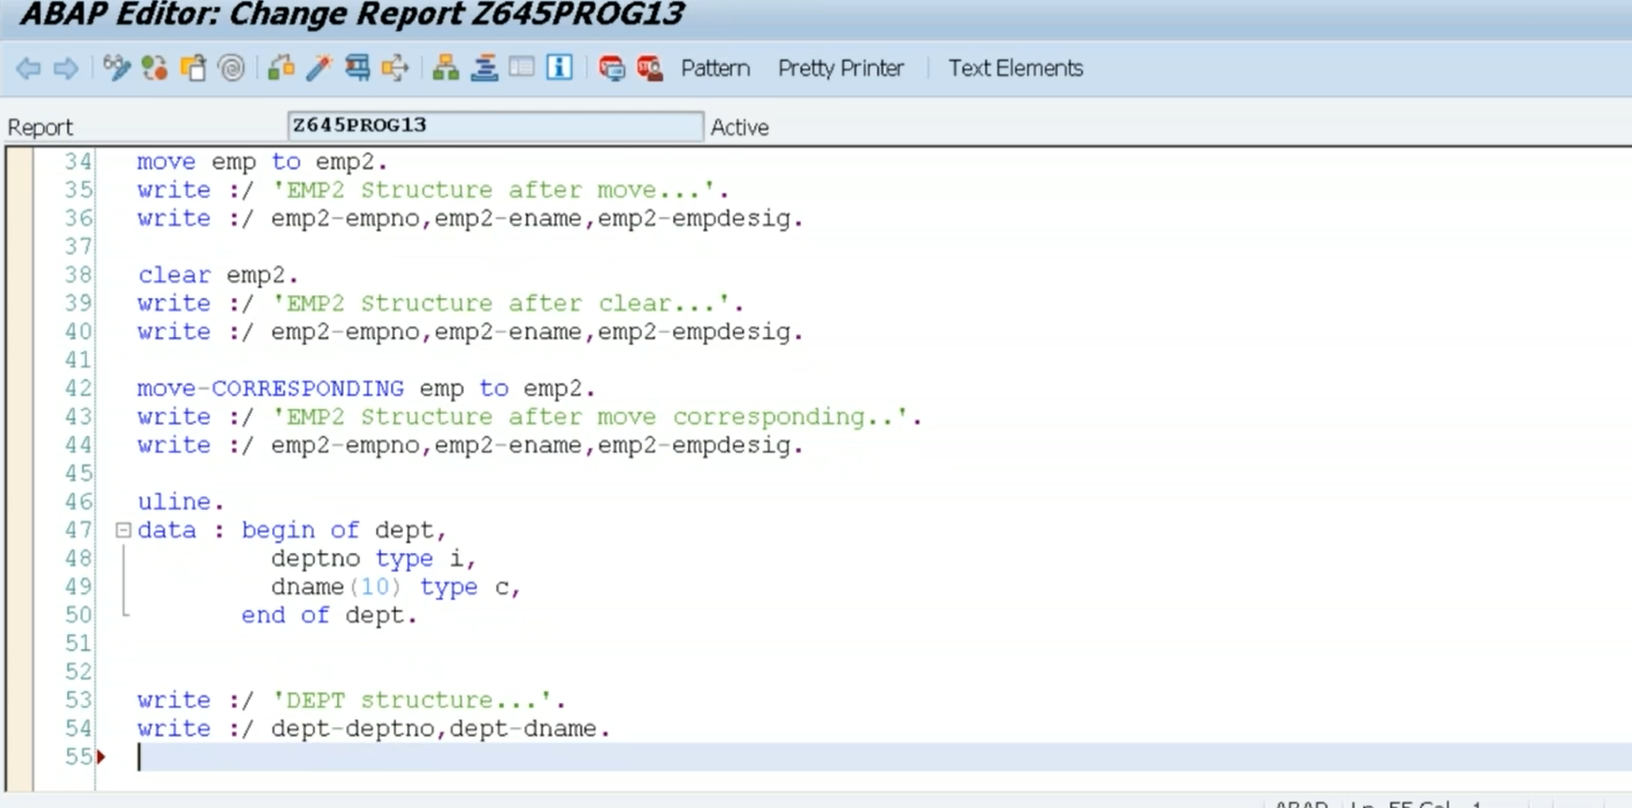 ABAP Editor: Change Report Z645PROG13
Pattern Pretty Printer Text Elements
Report Z645PROG13 Active
34 move emp to emp2.
35 write :/ 'EMP2 Structure after move...'.
36 write :/ emp2-empno,emp2-ename,emp2-empdesig.
37
38 clear emp2.
39 write :/ 'EMP2 Structure after clear...'.
40 write :/ emp2-empno,emp2-ename,emp2-empdesig.
41
42 move-CORRESPONDING emp to emp2.
43 write :/ 'EMP2 Structure after move corresponding..'.
44 write :/ emp2-empno,emp2-ename,emp2-empdesig.
45
46 uline.
47 data : begin of dept,
48 deptno type i,
49 dname(10) type c,
50 end of dept.
51
52
53 write :/ 'DEPT structure...'.
54 write :/ dept-deptno,dept-dname.
55
ABAP Ln 55 Col 1